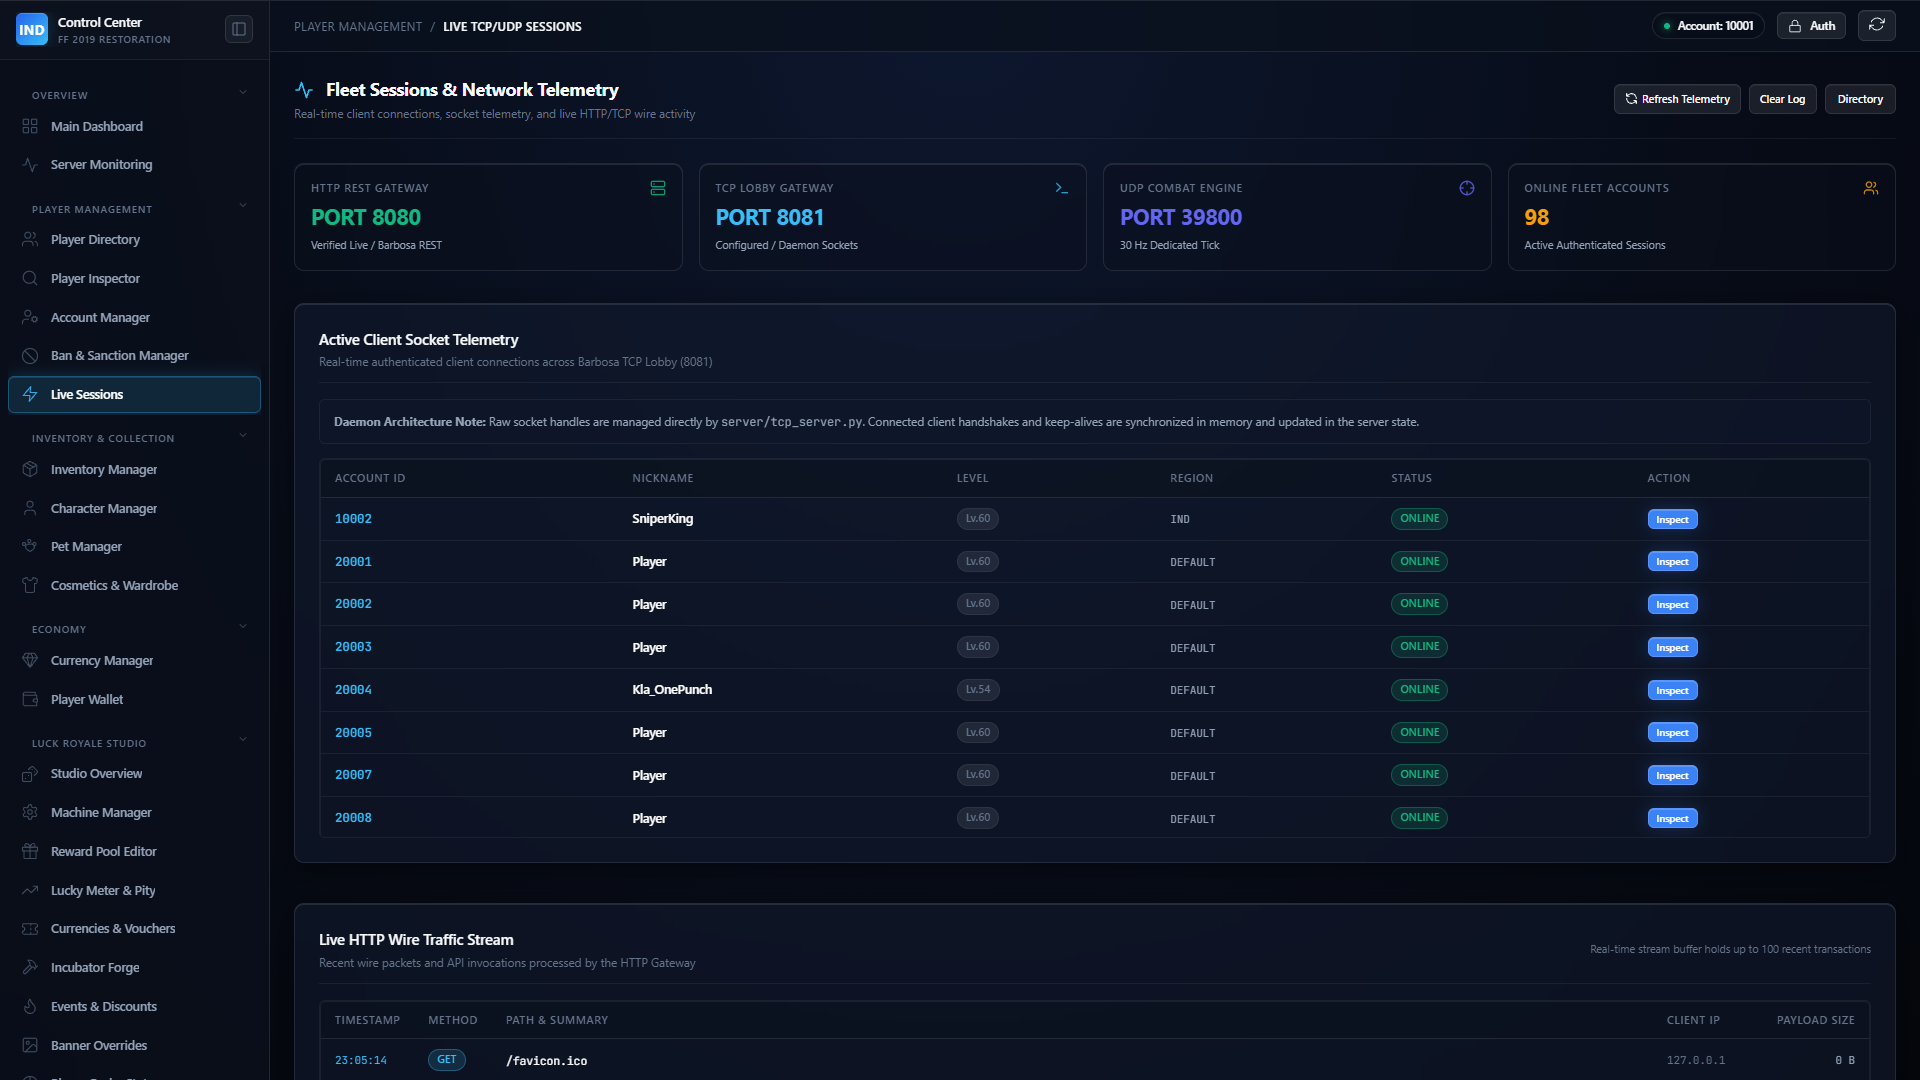 IND
Control Center
FF 2019 RESTORATION
OVERVIEW
Main Dashboard
Server Monitoring
PLAYER MANAGEMENT
Player Directory
Player Inspector
Account Manager
Ban & Sanction Manager
Live Sessions
INVENTORY & COLLECTION
Inventory Manager
Character Manager
Pet Manager
Cosmetics & Wardrobe
ECONOMY
Currency Manager
Player Wallet
LUCK ROYALE STUDIO
Studio Overview
Machine Manager
Reward Pool Editor
Lucky Meter & Pity
Currencies & Vouchers
Incubator Forge
Events & Discounts
Banner Overrides
PLAYER MANAGEMENT / LIVE TCP/UDP SESSIONS
Account: 10001
Auth
Fleet Sessions & Network Telemetry
Real-time client connections, socket telemetry, and live HTTP/TCP wire activity
Refresh Telemetry
Clear Log
Directory
HTTP REST GATEWAY
PORT 8080
Verified Live / Barbosa REST
TCP LOBBY GATEWAY
PORT 8081
Configured / Daemon Sockets
UDP COMBAT ENGINE
PORT 39800
30 Hz Dedicated Tick
ONLINE FLEET ACCOUNTS
98
Active Authenticated Sessions
Active Client Socket Telemetry
Real-time authenticated client connections across Barbosa TCP Lobby (8081)
Daemon Architecture Note: Raw socket handles are managed directly by server/tcp_server.py. Connected client handshakes and keep-alives are synchronized in memory and updated in the server state.
ACCOUNT ID NICKNAME LEVEL REGION STATUS ACTION
10002 SniperKing Lv.60 IND ONLINE Inspect
20001 Player Lv.60 DEFAULT ONLINE Inspect
20002 Player Lv.60 DEFAULT ONLINE Inspect
20003 Player Lv.60 DEFAULT ONLINE Inspect
20004 Kla_OnePunch Lv.54 DEFAULT ONLINE Inspect
20005 Player Lv.60 DEFAULT ONLINE Inspect
20007 Player Lv.60 DEFAULT ONLINE Inspect
20008 Player Lv.60 DEFAULT ONLINE Inspect
Live HTTP Wire Traffic Stream
Recent wire packets and API invocations processed by the HTTP Gateway
Real-time stream buffer holds up to 100 recent transactions
TIMESTAMP METHOD PATH & SUMMARY CLIENT IP PAYLOAD SIZE
23:05:14 GET /favicon.ico 127.0.0.1 0 B